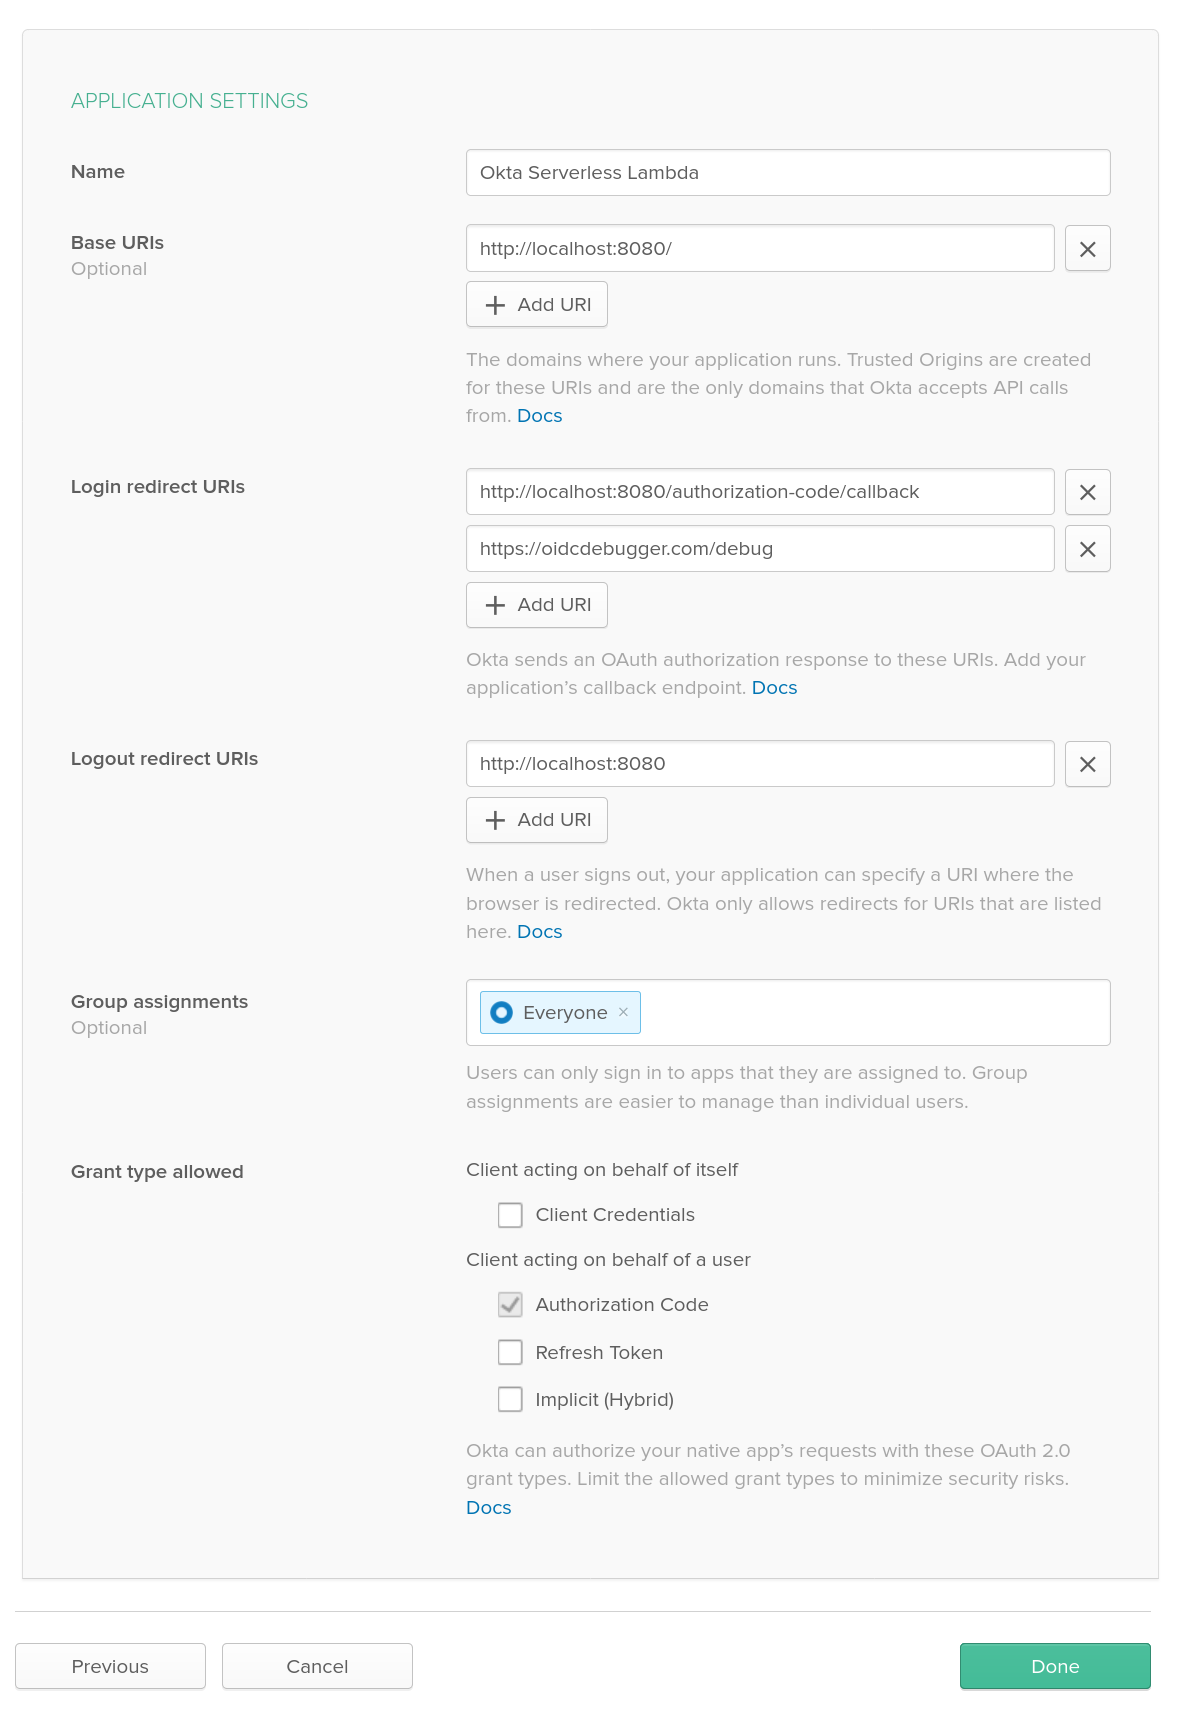 APPLICATION SETTINGS
Name
Okta Serverless Lambda
Base URIs
Optional
http://localhost:8080/
Add URI
The domains where your application runs. Trusted Origins are created
for these URIs and are the only domains that Okta accepts API calls
from. Docs
Login redirect URIs
http://localhost:8080/authorization-code/callback
https://oidcdebugger.com/debug
Add URI
Okta sends an OAuth authorization response to these URIs. Add your
application’s callback endpoint. Docs
Logout redirect URIs
http://localhost:8080
Add URI
When a user signs out, your application can specify a URI where the
browser is redirected. Okta only allows redirects for URIs that are listed
here. Docs
Group assignments
Optional
Everyone ×
Users can only sign in to apps that they are assigned to. Group
assignments are easier to manage than individual users.
Grant type allowed
Client acting on behalf of itself
Client Credentials
Client acting on behalf of a user
Authorization Code
Refresh Token
Implicit (Hybrid)
Okta can authorize your native app’s requests with these OAuth 2.0
grant types. Limit the allowed grant types to minimize security risks.
Docs
Previous
Cancel
Done